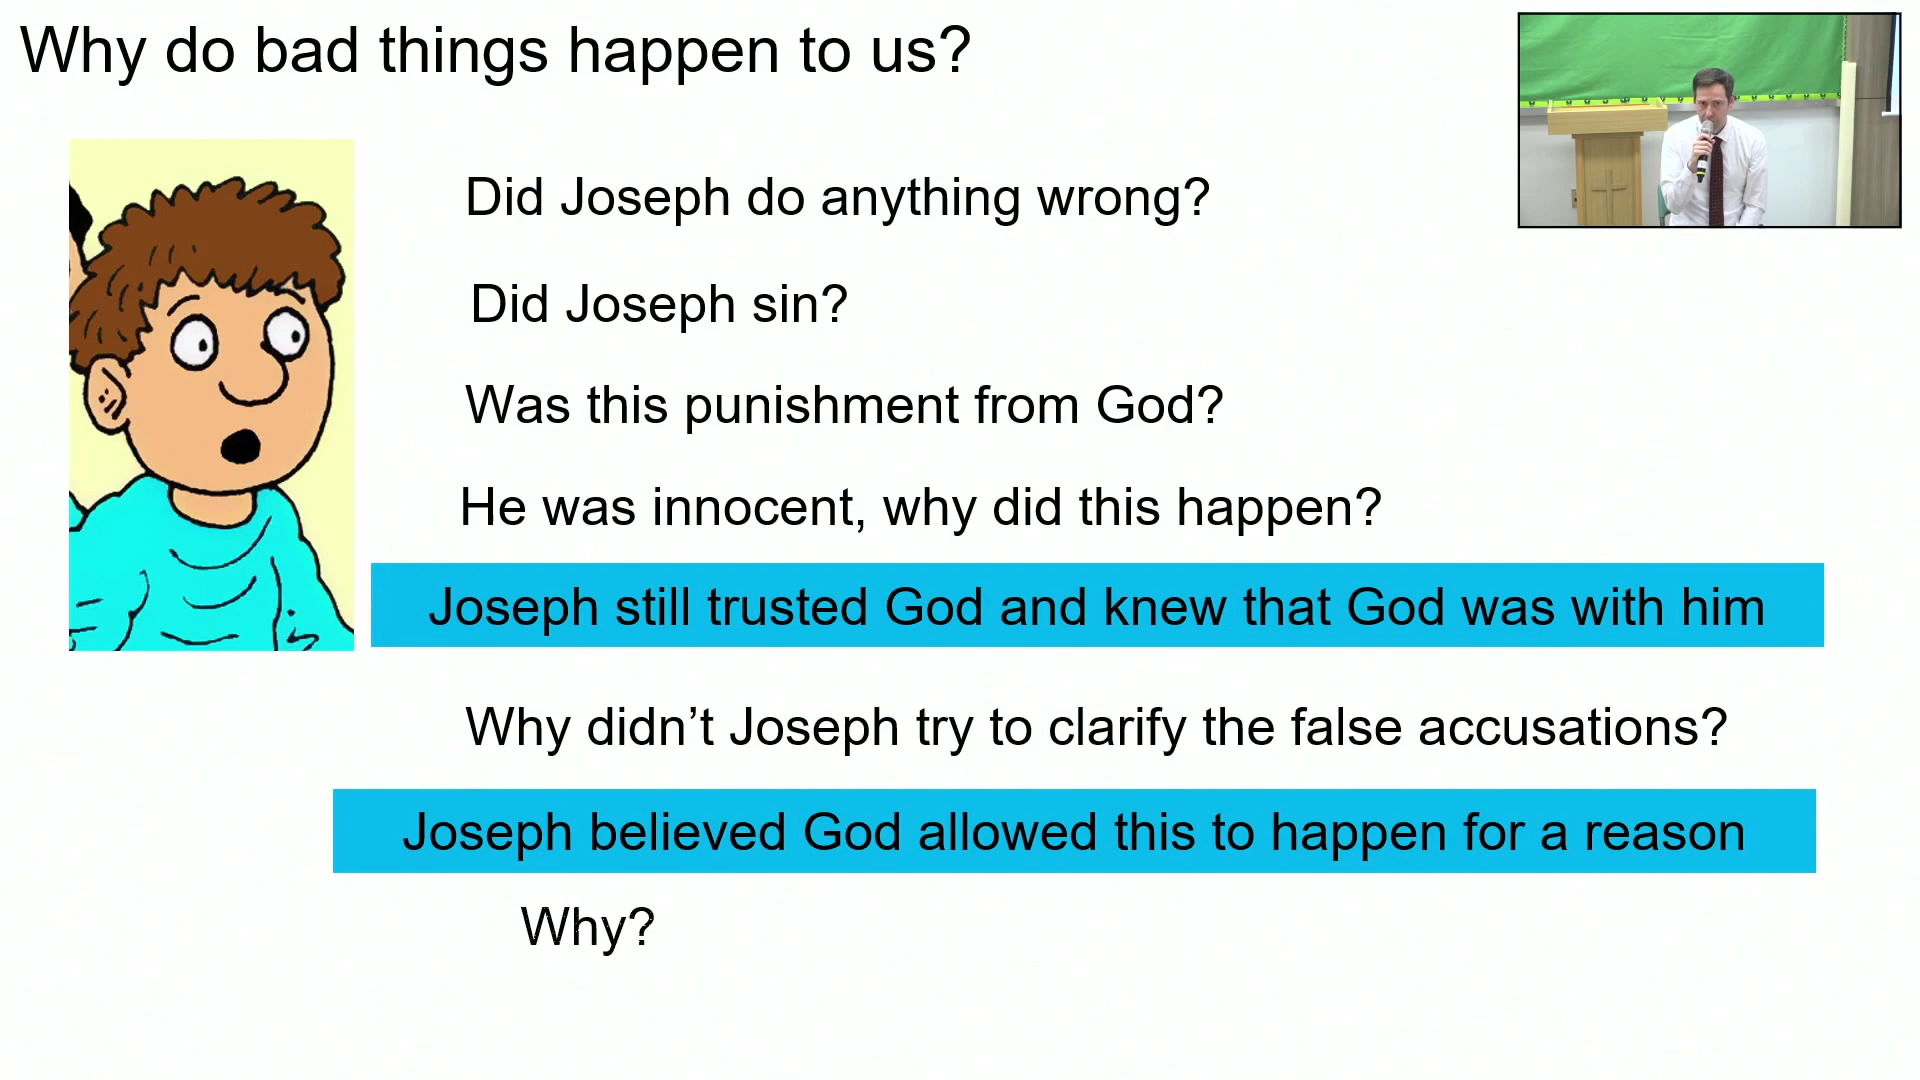 Why do bad things happen to us?
Did Joseph do anything wrong?
Did Joseph sin?
Was this punishment from God?
He was innocent, why did this happen?
Joseph still trusted God and knew that God was with him
Why didn’t Joseph try to clarify the false accusations?
Joseph believed God allowed this to happen for a reason
Why?